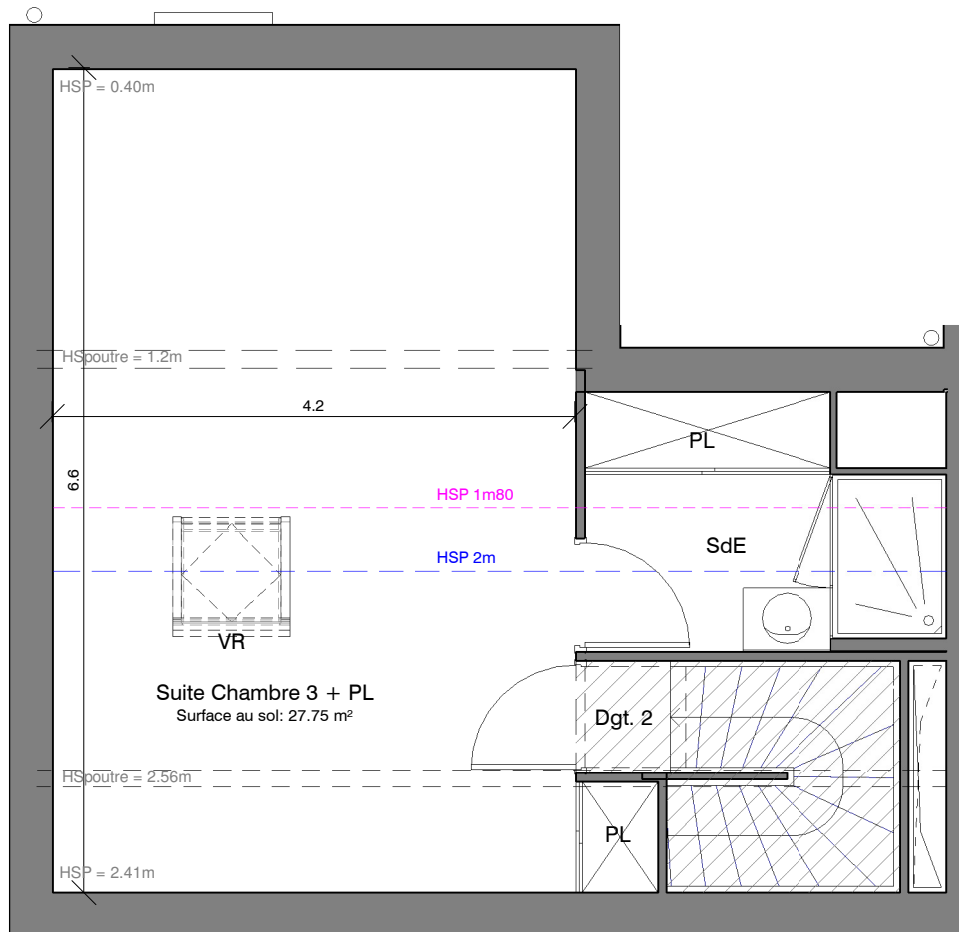 HSP = 0.40m
HSpoutre = 1.2m
4.2
PL
6.6
HSP 1m80
SdE
HSP 2m
VR
Suite Chambre 3 + PL
Surface au sol: 27.75 m²
Dgt. 2
HSpoutre = 2.56m
PL
HSP = 2.41m